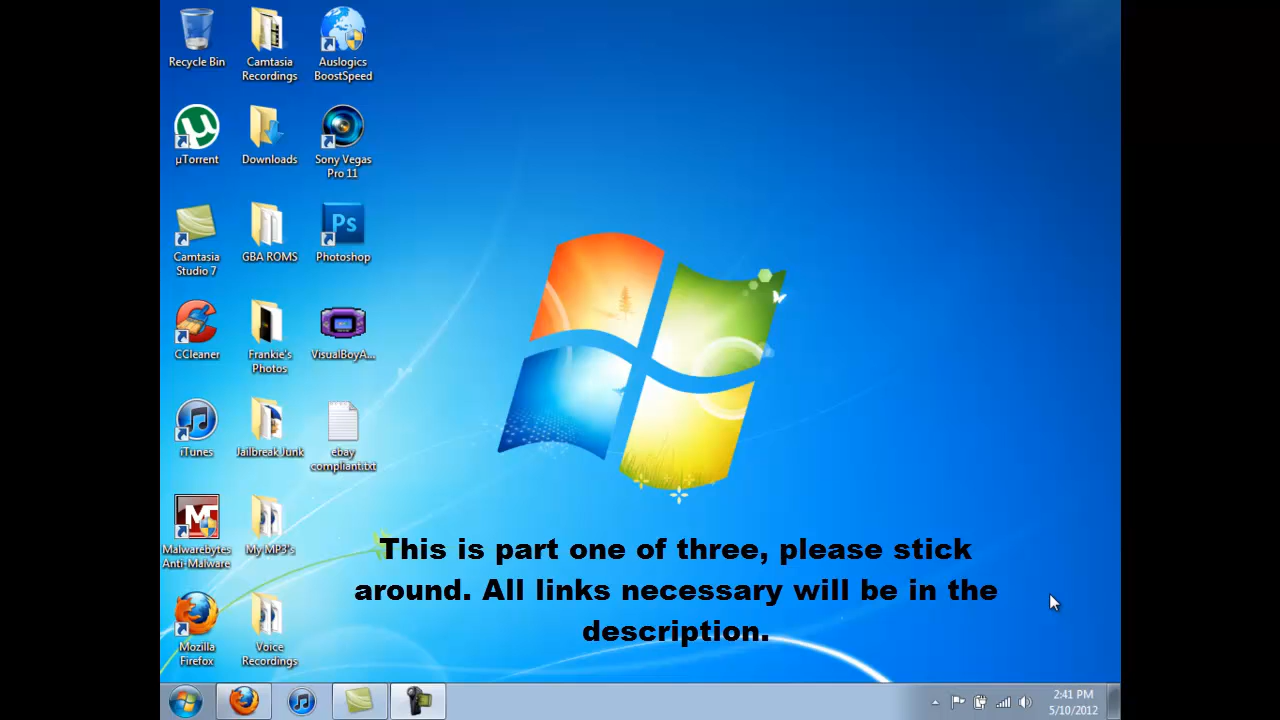 Recycle Bin
Camtasia
Recordings
Auslogics
BoostSpeed
µTorrent
Downloads
Sony Vegas
Pro 11
Camtasia
Studio 7
GBA ROMS
Ps
Photoshop
CCleaner
Frankie's
Photos
VisualBoyA...
iTunes
Jailbreak Junk
ebay
compliant.txt
Malwarebytes
Anti-Malware
My MP3's
Mozilla
Firefox
Voice
Recordings
This is part one of three, please stick
around. All links necessary will be in the
description.
2:41 PM
5/10/2012